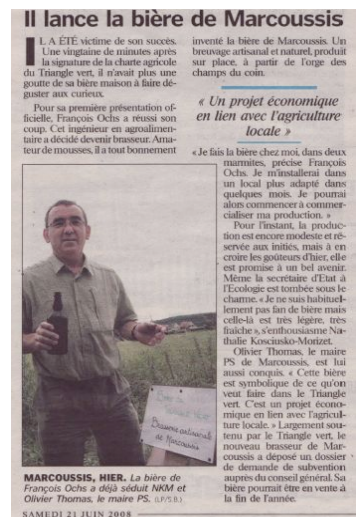 Il lance la bière de Marcoussis
IL A ÉTÉ victime de son succès.
Une vingtaine de minutes après
la signature de la charte agricole
du Triangle vert, il n'avait plus une
goutte de sa bière maison à faire dé-
guster aux curieux.
Pour sa première présentation of-
ficielle, François Ochs a réussi son
coup. Cet ingénieur en agroalimen-
taire a décidé devenir brasseur. Ama-
teur de mousses, il a tout bonnement
inventé la bière de Marcoussis. Un
breuvage artisanal et naturel, produit
sur place, à partir de l'orge des
champs du coin.
« Un projet économique
en lien avec l'agriculture
locale »
« Je fais la bière chez moi, dans deux
marmites, précise François
Ochs. Je m'installerai dans
un local plus adapté dans
quelques mois. Je pourrai
alors commencer à commer-
cialiser ma production. »
Pour l'instant, la produc-
tion est encore modeste et ré-
servée aux initiés, mais à en
croire les goûteurs d'hier, elle
est promise à un bel avenir.
Même la secrétaire d'Etat à
l'Ecologie est tombée sous le
charme. « Je ne suis habituel-
lement pas fan de bière mais
celle-là est très légère, très
fraîche », s'enthousiasme Na-
thalie Kosciusko-Morizet.
Olivier Thomas, le maire
PS de Marcoussis, est lui
aussi conquis. « Cette bière
est symbolique de ce qu'on
veut faire dans le Triangle
vert. C'est un projet écono-
mique en lien avec l'agricul-
ture locale. » Largement sou-
tenu par le Triangle vert, le
nouveau brasseur de Mar-
coussis a déposé un dossier
de demande de subvention
auprès du conseil général. Sa
bière pourrait être en vente à
la fin de l'année.
Brasserie artisanale
de Marcoussis
MARCOUSSIS, HIER. La bière de
François Ochs a déjà séduit NKM et
Olivier Thomas, le maire PS. (LP/S.B.)
SAMEDI 21 JUIN 2008